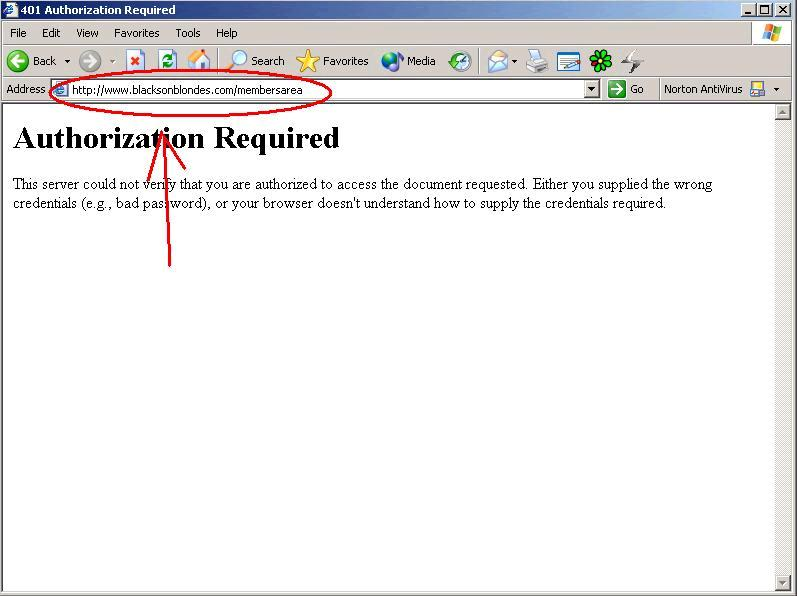 401 Authorization Required
File Edit View Favorites Tools Help
Back Search Favorites Media
Address http://www.blacksonblondes.com/membersarea Go Norton AntiVirus
Authorization Required
This server could not verify that you are authorized to access the document requested. Either you supplied the wrong
credentials (e.g., bad password), or your browser doesn't understand how to supply the credentials required.